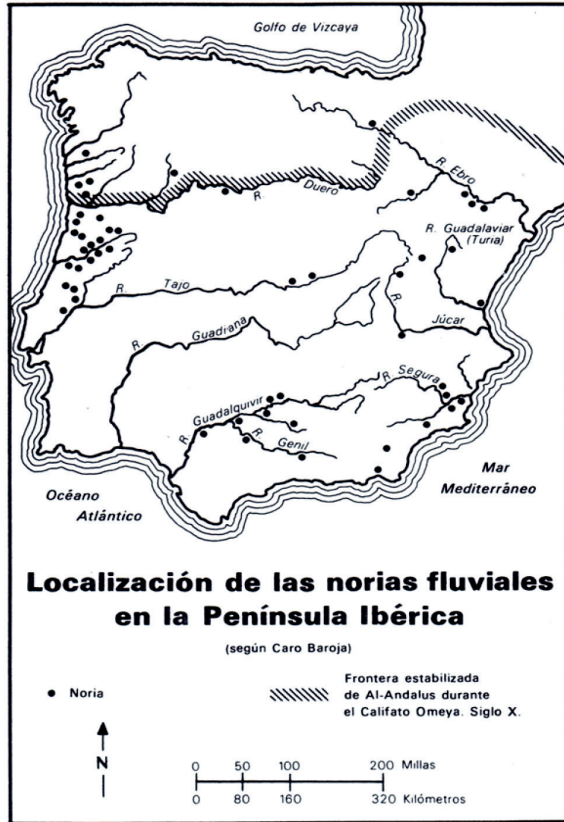 Golfo de Vizcaya
R. Ebro
R. Duero
R. Guadalaviar
(Turia)
R. Tajo
R. Júcar
R. Guadiana
R. Segura
R. Guadalquivir
R. Genil
Mar
Mediterráneo
Océano
Atlántico
Localización de las norias fluviales
en la Península Ibérica
(según Caro Baroja)
Noria
Frontera estabilizada
de Al-Andalus durante
el Califato Omeya. Siglo X.
N
0 50 100 200 Millas
0 80 160 320 Kilómetros